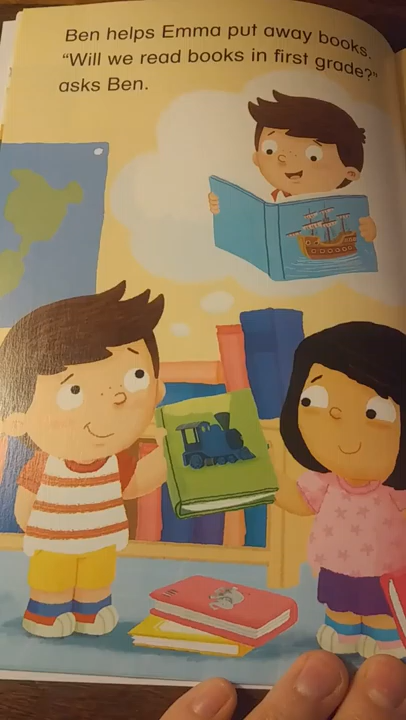 Ben helps Emma put away books.
“Will we read books in first grade?”
asks Ben.